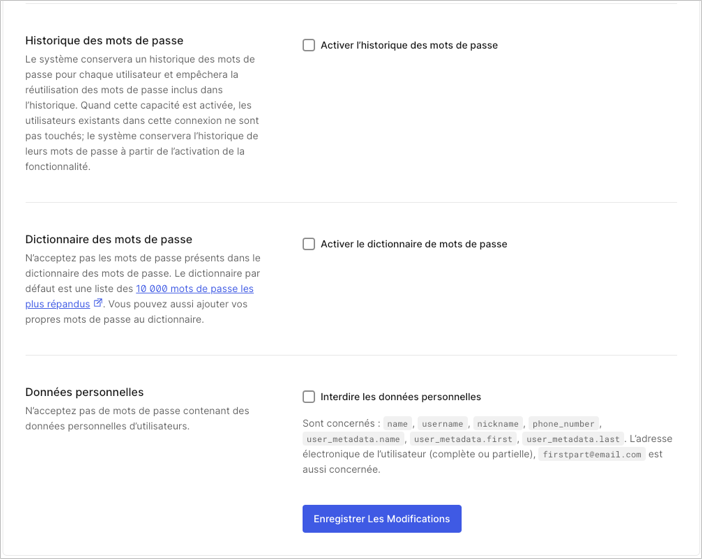 Historique des mots de passe
Le système conservera un historique des mots de
passe pour chaque utilisateur et empêchera la
réutilisation des mots de passe inclus dans
l’historique. Quand cette capacité est activée, les
utilisateurs existants dans cette connexion ne sont
pas touchés; le système conservera l’historique de
leurs mots de passe à partir de l’activation de la
fonctionnalité.
Activer l’historique des mots de passe
Dictionnaire des mots de passe
N’acceptez pas les mots de passe présents dans le
dictionnaire des mots de passe. Le dictionnaire par
défaut est une liste des 10 000 mots de passe les
plus répandus. Vous pouvez aussi ajouter vos
propres mots de passe au dictionnaire.
Activer le dictionnaire de mots de passe
Données personnelles
N’acceptez pas de mots de passe contenant des
données personnelles d’utilisateurs.
Interdire les données personnelles
Sont concernés : name, username, nickname, phone_number,
user_metadata.name, user_metadata.first, user_metadata.last. L’adresse
électronique de l’utilisateur (complète ou partielle), firstpart@email.com est
aussi concernée.
Enregistrer Les Modifications